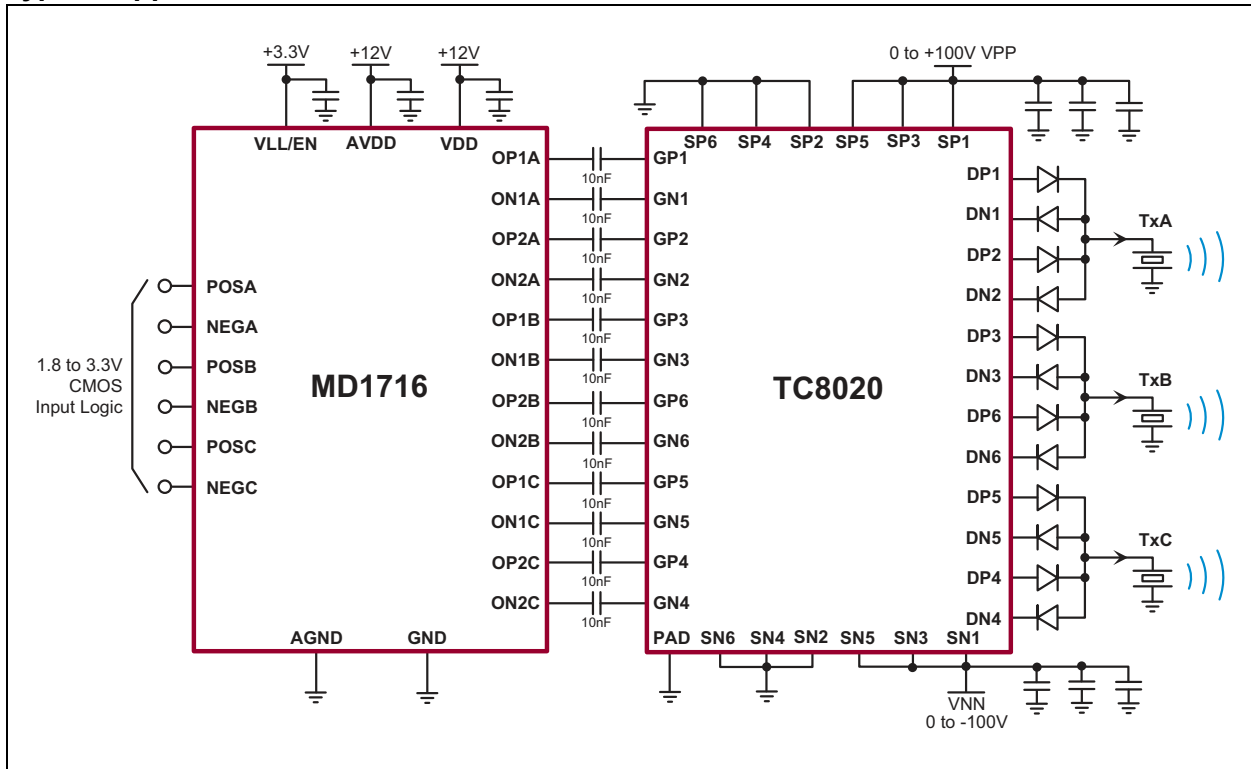 +3.3V
+12V
+12V
0 to +100V VPP
VLL/EN
AVDD
VDD
SP6
SP4
SP2
SP5
SP3
SP1
OP1A
10nF
GP1
ON1A
10nF
GN1
OP2A
10nF
GP2
ON2A
10nF
GN2
OP1B
10nF
GP3
ON1B
10nF
GN3
OP2B
10nF
GP6
ON2B
10nF
GN6
OP1C
10nF
GP5
ON1C
10nF
GN5
OP2C
10nF
GP4
ON2C
10nF
GN4
POSA
NEGA
POSB
NEGB
POSC
NEGC
1.8 to 3.3V
CMOS
Input Logic
MD1716
TC8020
DP1
DN1
DP2
DN2
TxA
DP3
DN3
DP6
DN6
TxB
DP5
DN5
DP4
DN4
TxC
AGND
GND
PAD
SN6
SN4
SN2
SN5
SN3
SN1
VNN
0 to -100V